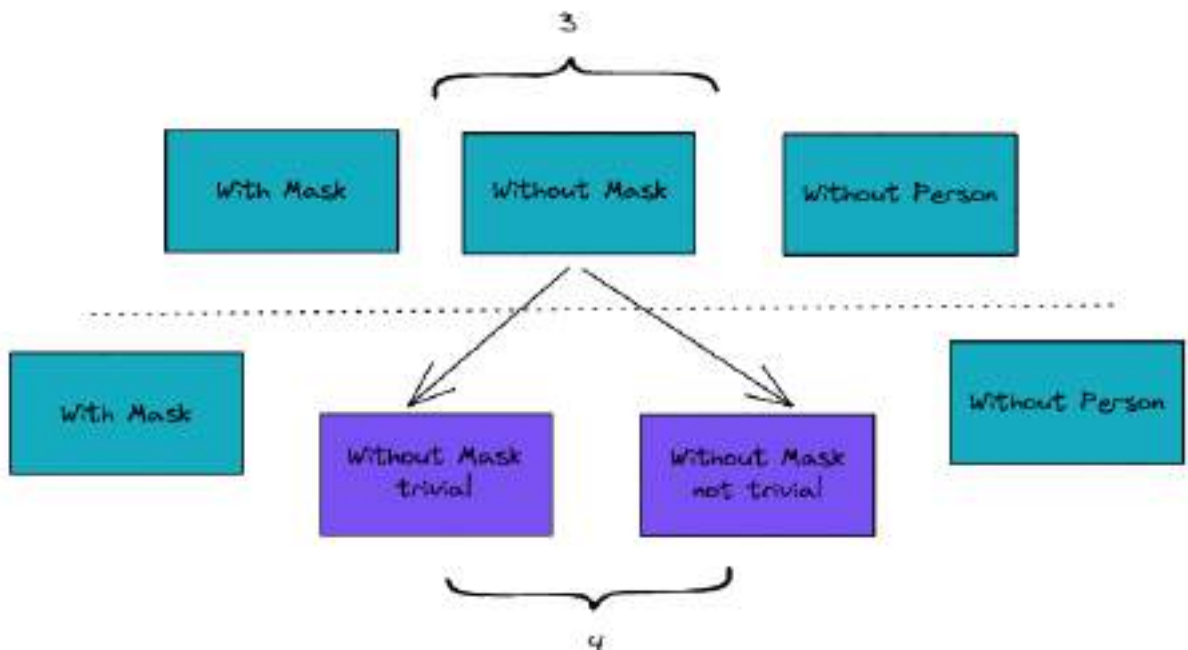 3
With Mask
Without Mask
Without Person
With Mask
Without Person
Without Mask
trivial
Without Mask
not trivial
4